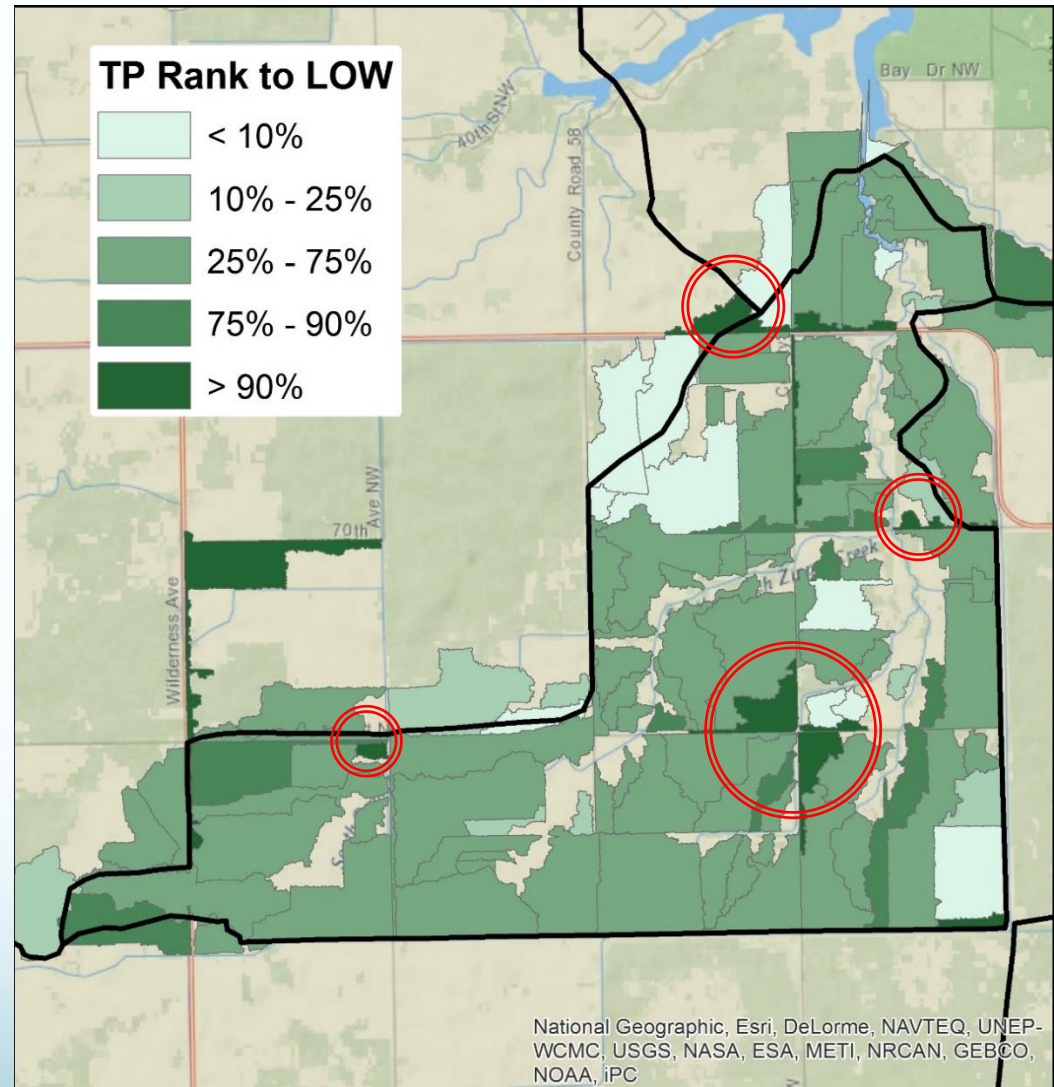 TP Rank to LOW
< 10%
10% - 25%
25% - 75%
75% - 90%
> 90%
Bay Dr NW
40th St NW
County Road 58
70th
Ave NW
Wilderness Ave
Creek
National Geographic, Esri, DeLorme, NAVTEQ, UNEP-
WCMC, USGS, NASA, ESA, METI, NRCAN, GEBCO,
NOAA, iPC